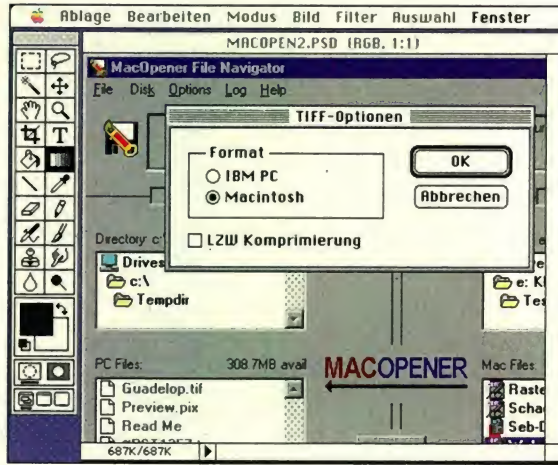 Ablage Bearbeiten Modus Bild Filter Auswahl Fenster
MACOPEN2.PSD (RGB, 1:1)
MacOpener File Navigator
File Disk Options Log Help
TIFF-Optionen
Format
IBM PC
Macintosh
LZW Komprimierung
OK
Abbrechen
Directory
Drives
c:\
Tempdir
e:
PC Files:
308.7MB avail
MACOPENER
Mac Files
Guadelop.tif
Preview.pix
Read Me
687K/687K